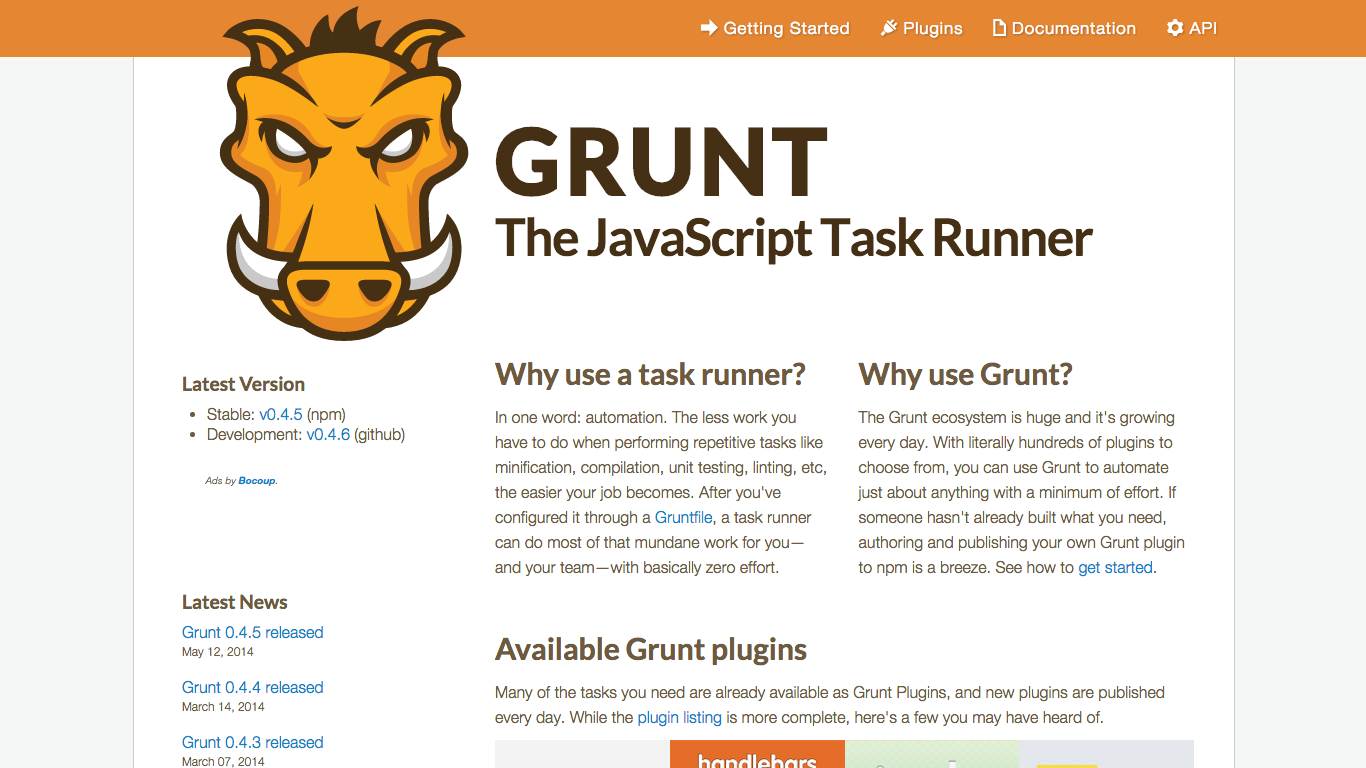 Getting Started Plugins Documentation API
GRUNT
The JavaScript Task Runner
Latest Version
Stable: v0.4.5 (npm)
Development: v0.4.6 (github)
Ads by Bocoup.
Latest News
Grunt 0.4.5 released
May 12, 2014
Grunt 0.4.4 released
March 14, 2014
Grunt 0.4.3 released
March 07, 2014
Why use a task runner?
In one word: automation. The less work you
have to do when performing repetitive tasks like
minification, compilation, unit testing, linting, etc,
the easier your job becomes. After you've
configured it through a Gruntfile, a task runner
can do most of that mundane work for you—
and your team—with basically zero effort.
Why use Grunt?
The Grunt ecosystem is huge and it's growing
every day. With literally hundreds of plugins to
choose from, you can use Grunt to automate
just about anything with a minimum of effort. If
someone hasn't already built what you need,
authoring and publishing your own Grunt plugin
to npm is a breeze. See how to get started.
Available Grunt plugins
Many of the tasks you need are already available as Grunt Plugins, and new plugins are published
every day. While the plugin listing is more complete, here's a few you may have heard of.
handlebars